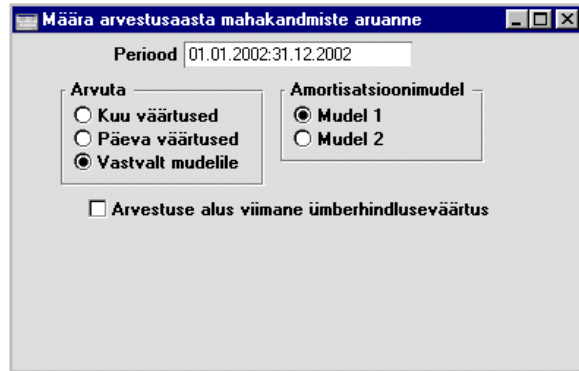 Määra arvestusaasta mahakandmiste aruanne
Periood 01.01.2002:31.12.2002
Arvuta
Kuu väärtused
Päeva väärtused
Vastvalt mudelile
Amortisatsioonimudel
Mudel 1
Mudel 2
Arvestuse alus viimane ümberhindluseväärtus